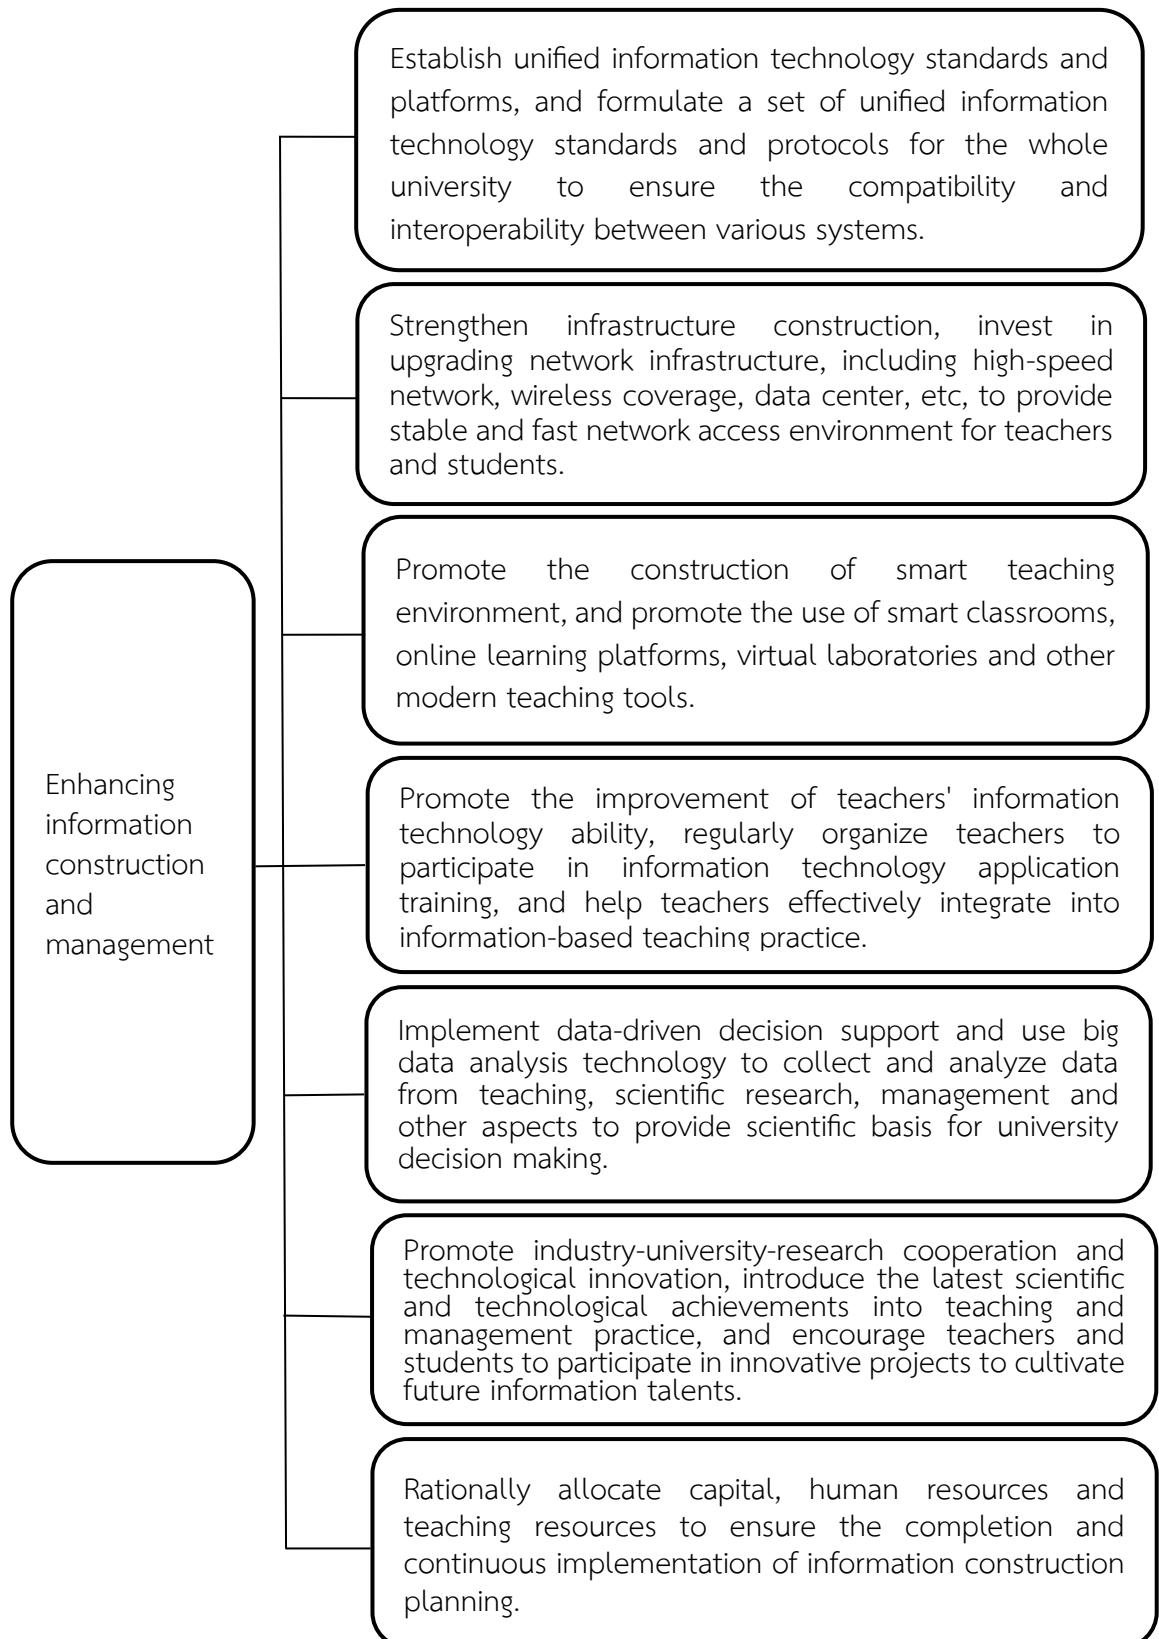 Establish unified information technology standards and
platforms, and formulate a set of unified information
technology standards and protocols for the whole
university to ensure the compatibility and
interoperability between various systems.
Strengthen infrastructure construction, invest in
upgrading network infrastructure, including high-speed
network, wireless coverage, data center, etc, to provide
stable and fast network access environment for teachers
and students.
Promote the construction of smart teaching
environment, and promote the use of smart classrooms,
online learning platforms, virtual laboratories and other
modern teaching tools.
Enhancing
information
construction
and
management
Promote the improvement of teachers' information
technology ability, regularly organize teachers to
participate in information technology application
training, and help teachers effectively integrate into
information-based teaching practice.
Implement data-driven decision support and use big
data analysis technology to collect and analyze data
from teaching, scientific research, management and
other aspects to provide scientific basis for university
decision making.
Promote industry-university-research cooperation and
technological innovation, introduce the latest scientific
and technological achievements into teaching and
management practice, and encourage teachers and
students to participate in innovative projects to cultivate
future information talents.
Rationally allocate capital, human resources and
teaching resources to ensure the completion and
continuous implementation of information construction
planning.